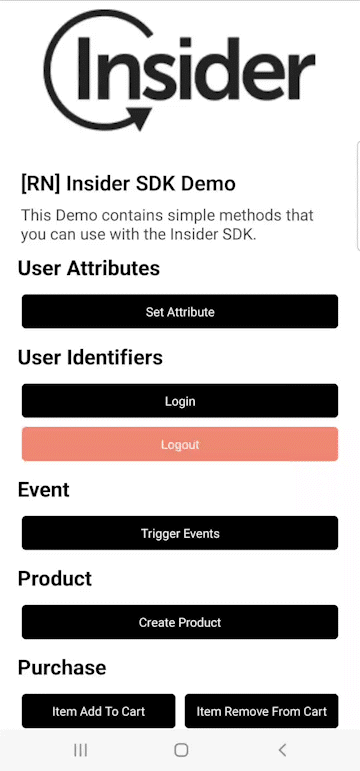 Insider
[RN] Insider SDK Demo
This Demo contains simple methods that
you can use with the Insider SDK.
User Attributes
Set Attribute
User Identifiers
Login
Logout
Event
Trigger Events
Product
Create Product
Purchase
Item Add To Cart
Item Remove From Cart